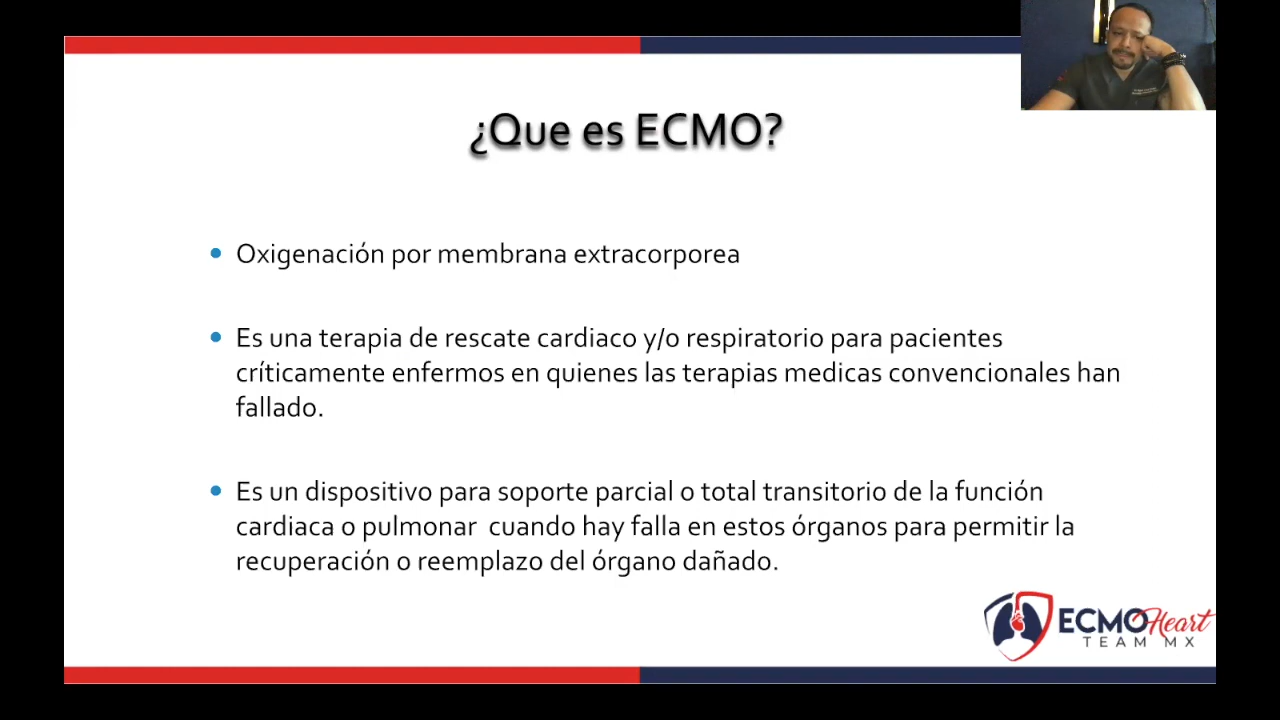 ¿Que es ECMO?
Oxigenación por membrana extracorporea
Es una terapia de rescate cardiaco y/o respiratorio para pacientes
críticamente enfermos en quienes las terapias medicas convencionales han
fallado.
Es un dispositivo para soporte parcial o total transitorio de la función
cardiaca o pulmonar cuando hay falla en estos órganos para permitir la
recuperación o reemplazo del órgano dañado.
ECMO Heart
TEAM MX